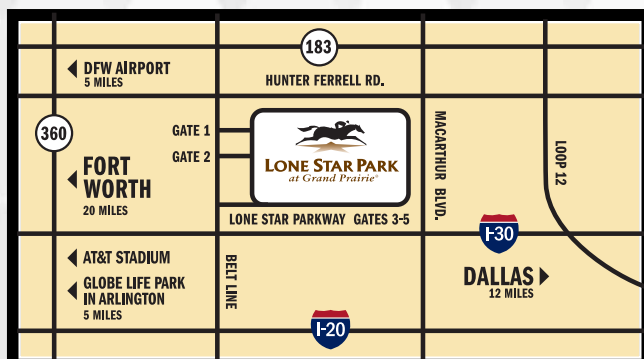 183
DFW AIRPORT
5 MILES
HUNTER FERRELL RD.
360
GATE 1
GATE 2
FORT
WORTH
20 MILES
LONE STAR PARK
at Grand Prairie®
MACARTHUR BLVD.
LOOP 12
LONE STAR PARKWAY GATES 3-5
I-30
AT&T STADIUM
GLOBE LIFE PARK
IN ARLINGTON
5 MILES
BELT LINE
DALLAS
12 MILES
I-20